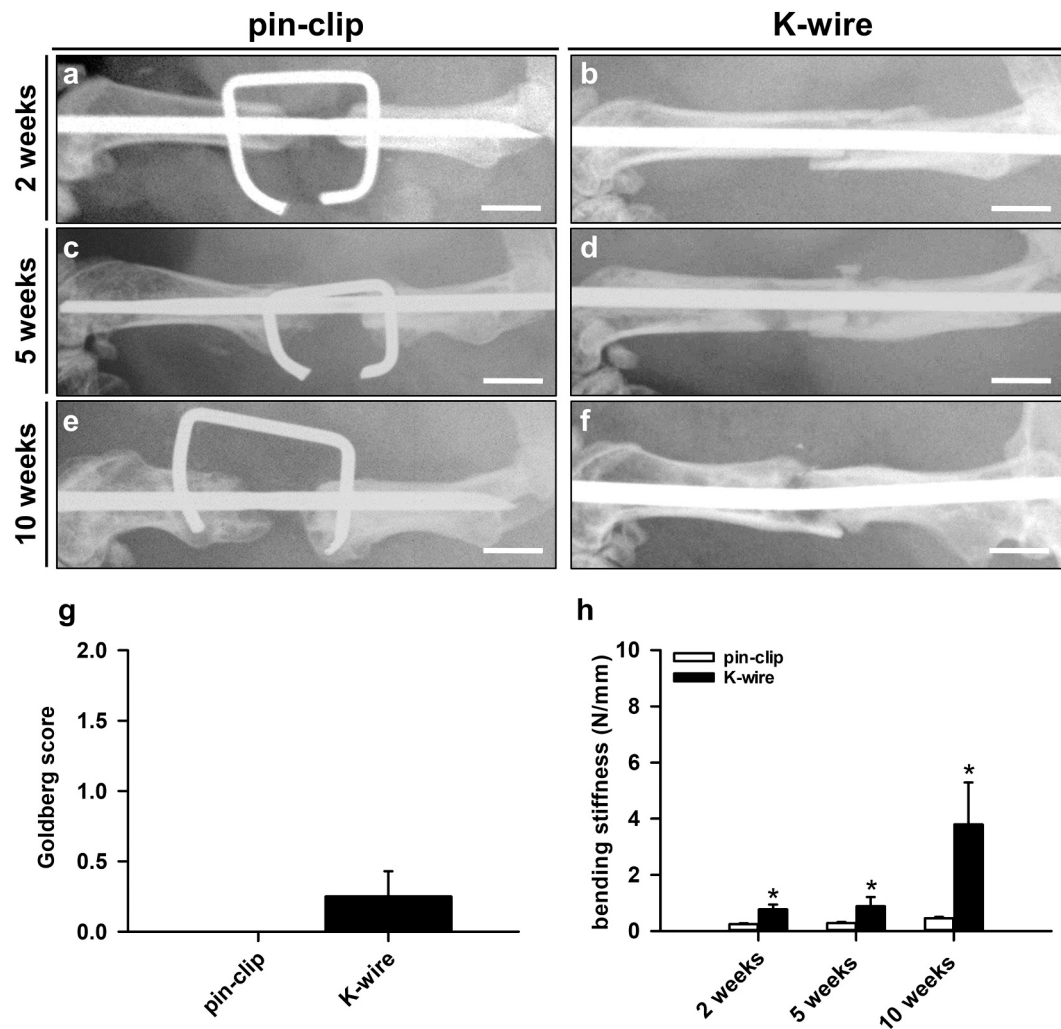 pin-clip K-wire
2 weeks
a
b
5 weeks
c
d
10 weeks
e
f
g
2.0
1.5
1.0
0.5
0.0
Goldberg score
pin-clip
K-wire
h
10
8
6
4
2
0
bending stiffness (N/mm)
pin-clip
K-wire
*
*
*
2 weeks
5 weeks
10 weeks